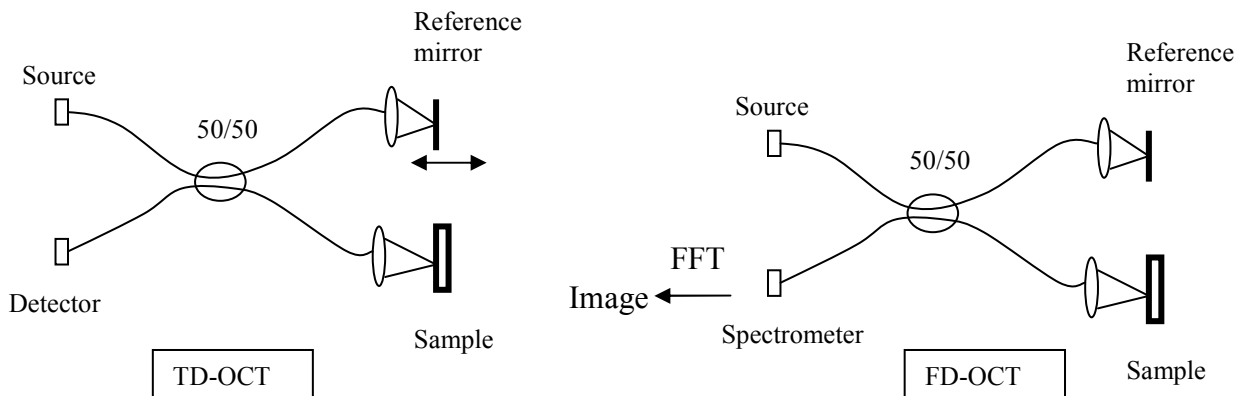 Reference
mirror
Source
50/50
Detector
Sample
TD-OCT
Reference
mirror
Source
50/50
FFT
Image
Spectrometer
Sample
FD-OCT